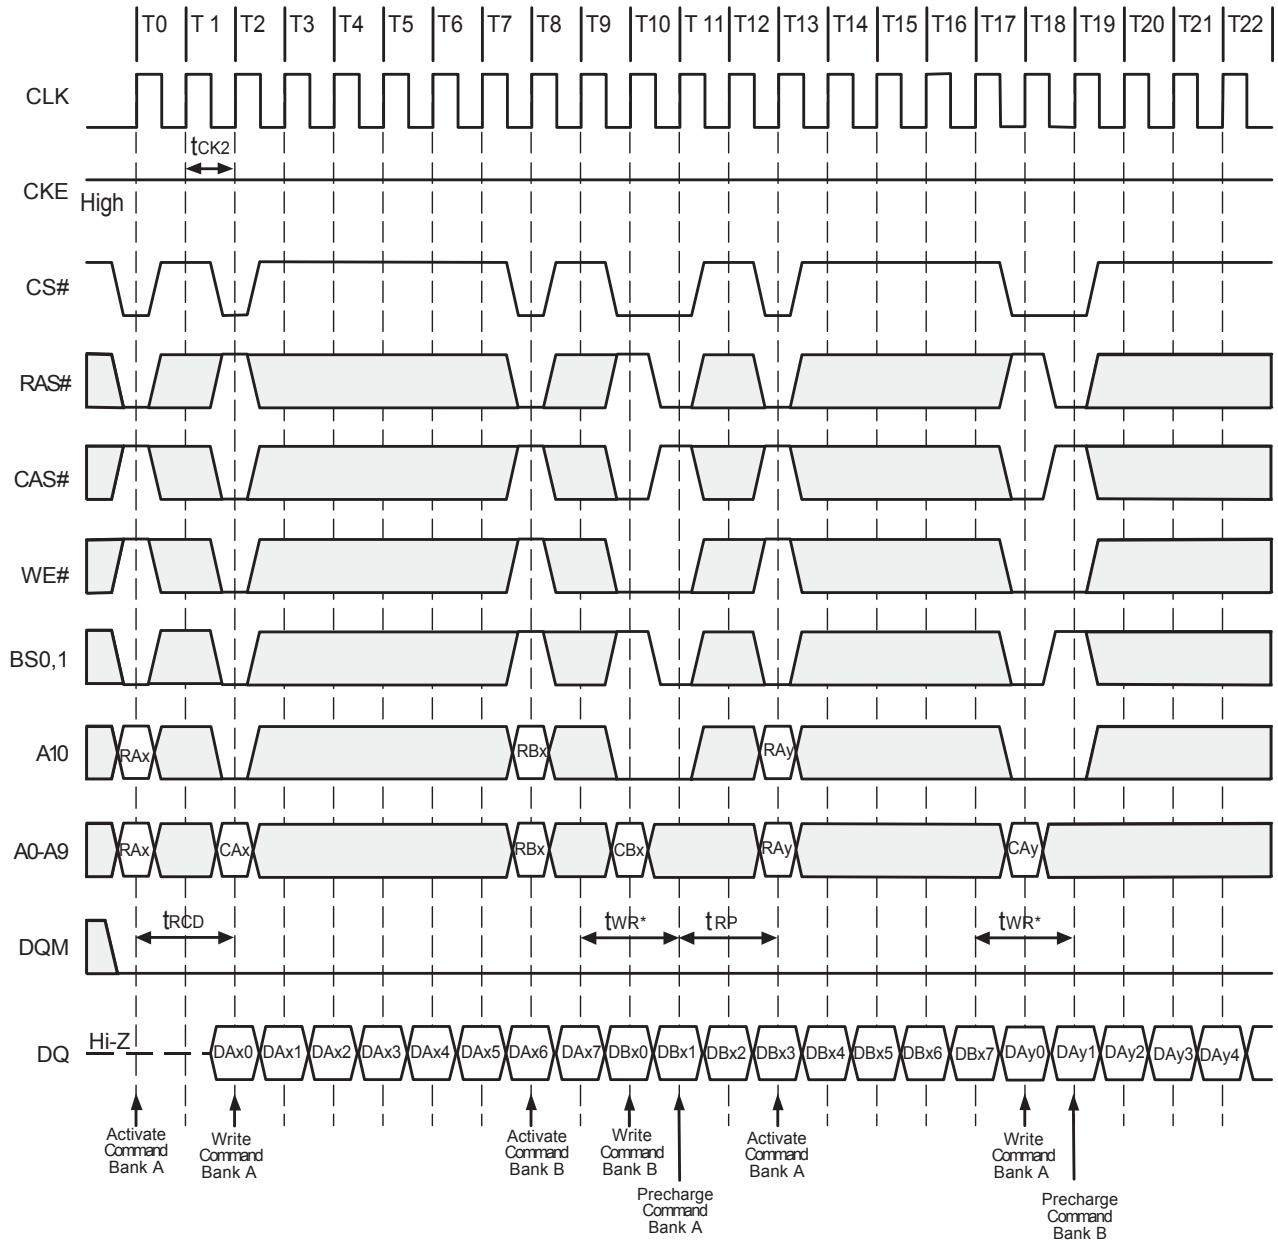 T0 T 1 T2 T3 T4 T5 T6 T7 T8 T9 T10 T 11 T12 T13 T14 T15 T16 T17 T18 T19 T20 T21 T22
CLK
tCK2
CKE
High
CS#
RAS#
CAS#
WE#
BS0,1
A10
RAx RBx RAy
A0-A9
RAx CAx RBx CBx RAy CAy
tRCD tWR* tRP tWR*
DQM
Hi-Z
DQ
DAx0 DAx1 DAx2 DAx3 DAx4 DAx5 DAx6 DAx7 DBx0 DBx1 DBx2 DBx3 DBx4 DBx5 DBx6 DBx7 DAy0 DAy1 DAy2 DAy3 DAy4
Activate
Command
Bank A
Write
Command
Bank A
Activate
Command
Bank B
Write
Command
Bank B
Precharge
Command
Bank A
Activate
Command
Bank A
Write
Command
Bank A
Precharge
Command
Bank B